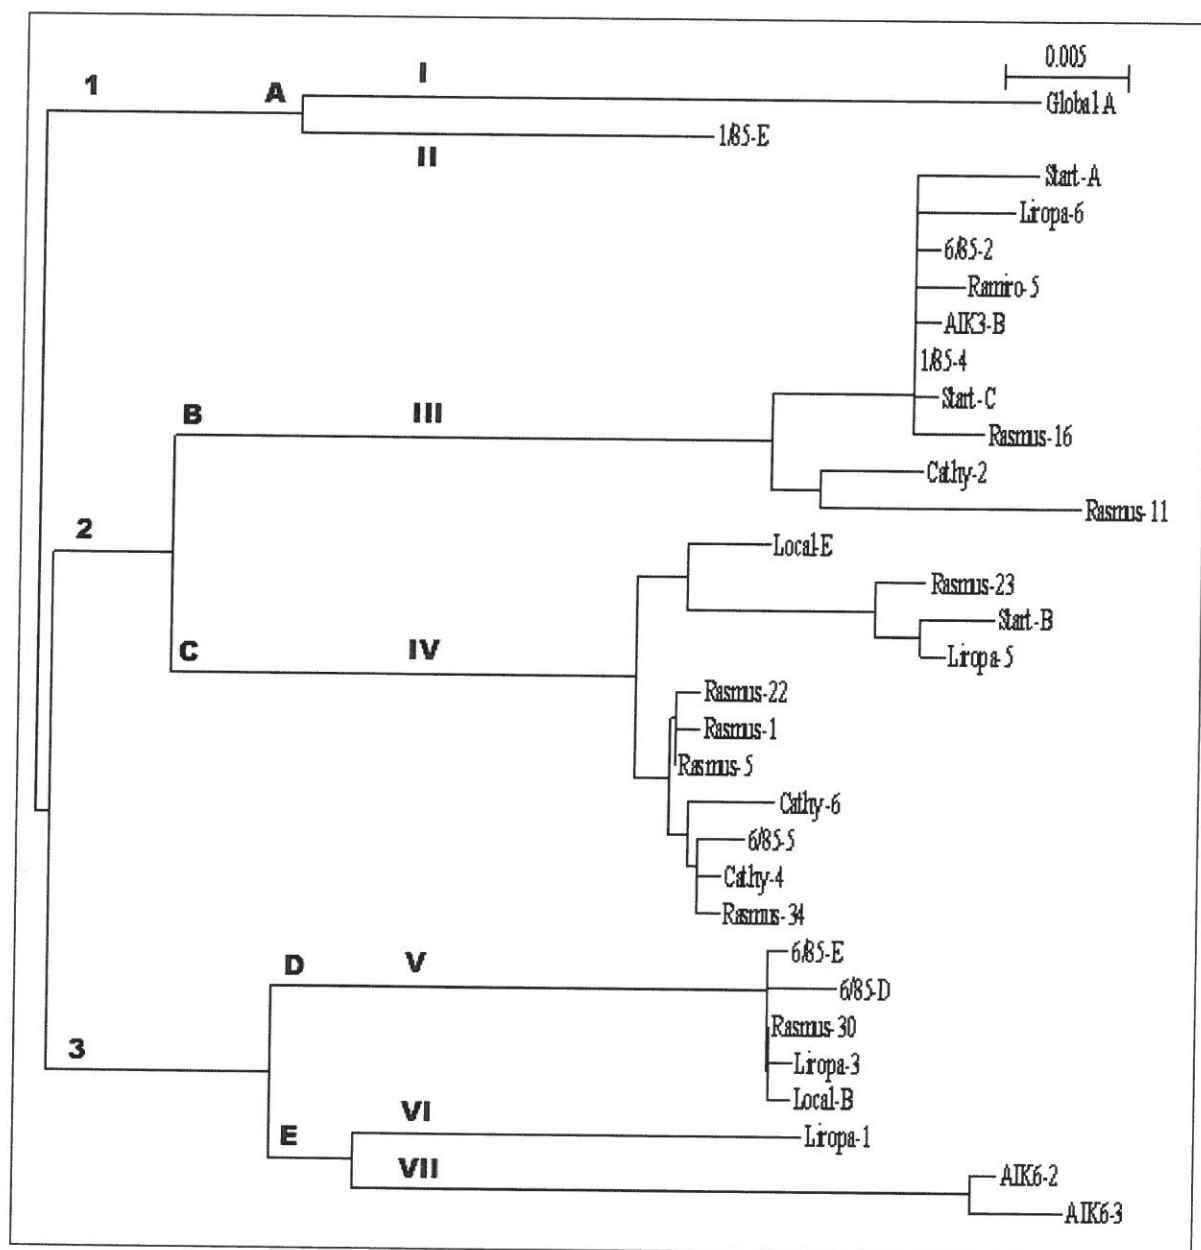 0.005
1
A
I
Global A
1/85-E
II
Start-A
Liropa-6
6/85-2
Ramiro-5
AIK3-B
1/85-4
Start-C
Rasmus-16
B
III
Cathy-2
Rasmus-11
2
Local-E
Rasmus-23
Start-B
Liropa-5
C
IV
Rasmus-22
Rasmus-1
Rasmus-5
Cathy-6
6/85-5
Cathy-4
Rasmus-34
D
V
6/85-E
6/85-D
Rasmus-30
Liropa-3
Local-B
3
E
VI
Liropa-1
VII
AIK6-2
AIK6-3